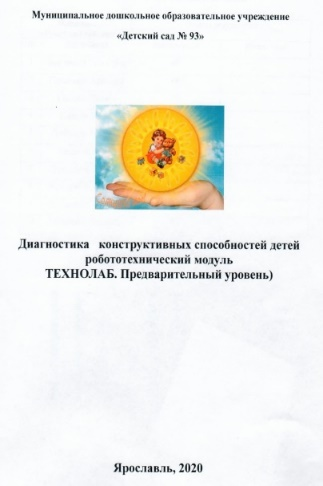 Муниципальное дошкольное образовательное учреждение
«Детский сад № 93»
Диагностика конструктивных способностей детей
робототехнический модуль
ТЕХНОЛАБ. Предварительный уровень)
Ярославль, 2020